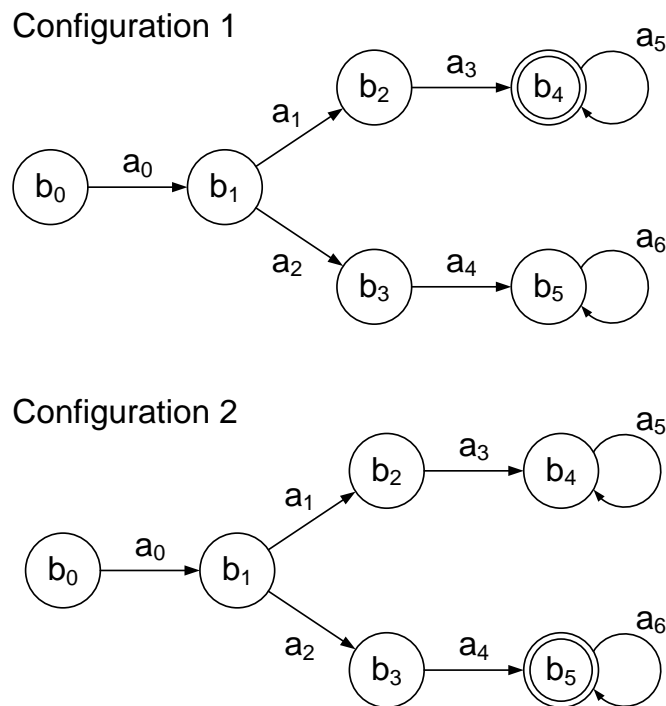 Configuration 1
a₅
a₃
b₂
b₄
a₁
a₀
b₀
b₁
a₆
a₂
a₄
b₃
b₅
Configuration 2
a₅
a₃
b₂
b₄
a₁
a₀
b₀
b₁
a₆
a₂
a₄
b₃
b₅